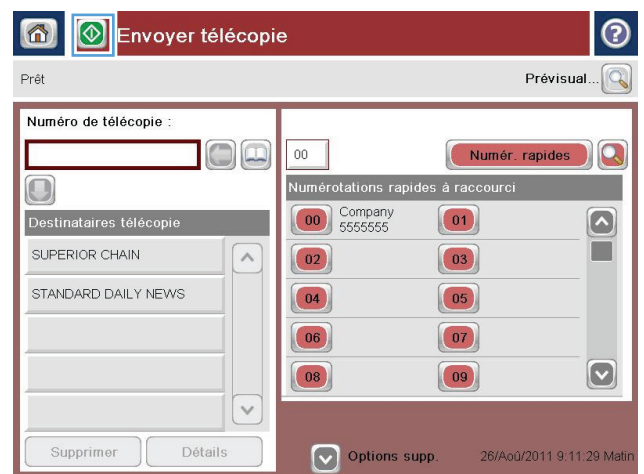 Envoyer télécopie
?
Prêt
Prévisual...
Numéro de télécopie :
00
Numér. rapides
Destinataires télécopie
SUPERIOR CHAIN
STANDARD DAILY NEWS
Supprimer
Détails
Numérotations rapides à raccourci
00 Company 01
5555555
02 03
04 05
06 07
08 09
Options supp.
26/Aoû/2011 9:11:29 Matin